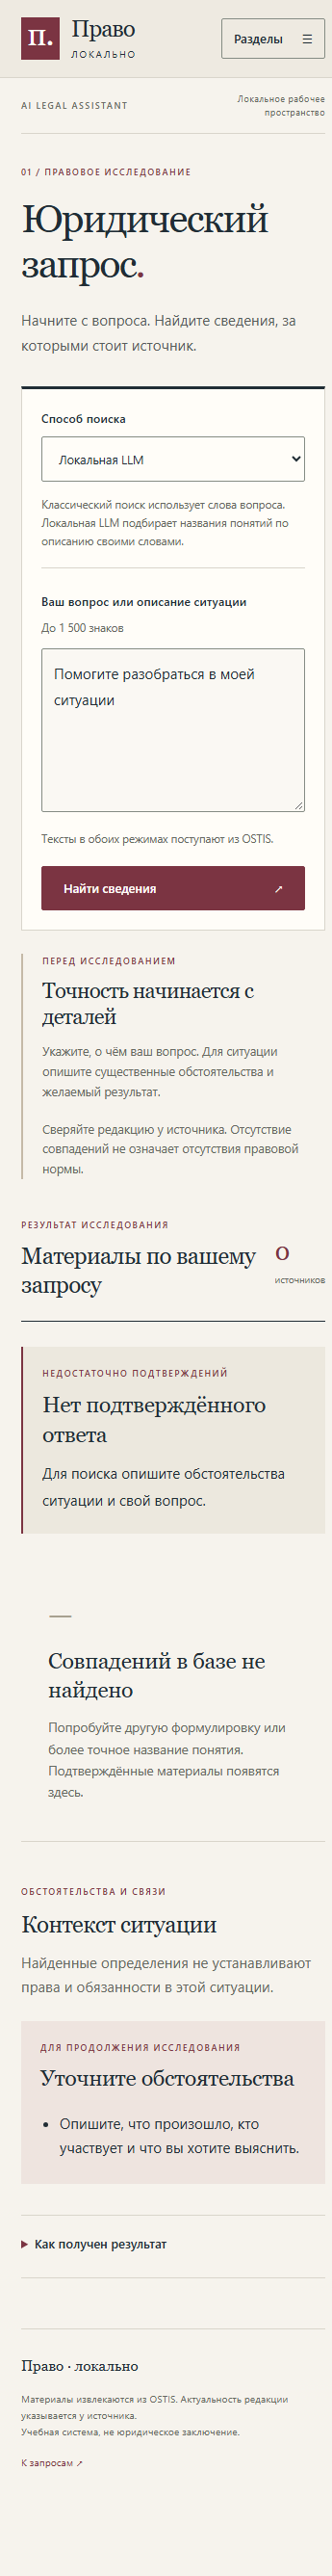 П.
Право
ЛОКАЛЬНО
Разделы ☰
AI LEGAL ASSISTANT
Локальное рабочее
пространство
01 / ПРАВОВОЕ ИССЛЕДОВАНИЕ
Юридический
запрос.
Начните с вопроса. Найдите сведения, за
которыми стоит источник.
Способ поиска
Локальная LLM
Классический поиск использует слова вопроса.
Локальная LLM подбирает названия понятий по
описанию своими словами.
Ваш вопрос или описание ситуации
До 1 500 знаков
Помогите разобраться в моей
ситуации
Тексты в обоих режимах поступают из OSTIS.
Найти сведения ↗
ПЕРЕД ИССЛЕДОВАНИЕМ
Точность начинается с
деталей
Укажите, о чём ваш вопрос. Для ситуации
опишите существенные обстоятельства и
желаемый результат.
Сверяйте редакцию у источника. Отсутствие
совпадений не означает отсутствия правовой
нормы.
РЕЗУЛЬТАТ ИССЛЕДОВАНИЯ
Материалы по вашему
запросу
0
источников
НЕДОСТАТОЧНО ПОДТВЕРЖДЕНИЙ
Нет подтверждённого
ответа
Для поиска опишите обстоятельства
ситуации и свой вопрос.
—
Совпадений в базе не
найдено
Попробуйте другую формулировку или
более точное название понятия.
Подтверждённые материалы появятся
здесь.
ОБСТОЯТЕЛЬСТВА И СВЯЗИ
Контекст ситуации
Найденные определения не устанавливают
права и обязанности в этой ситуации.
ДЛЯ ПРОДОЛЖЕНИЯ ИССЛЕДОВАНИЯ
Уточните обстоятельства
• Опишите, что произошло, кто
участвует и что вы хотите выяснить.
▶ Как получен результат
Право · локально
Материалы извлекаются из OSTIS. Актуальность редакции
указывается у источника.
Учебная система, не юридическое заключение.
К запросам ↗